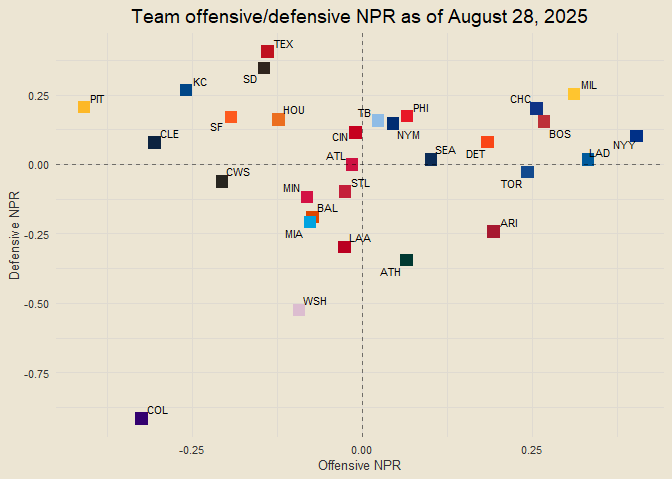 Team offensive/defensive NPR as of August 28, 2025
TEX
SD
KC
PIT
MIL
CHC
HOU
TB
PHI
SF
BOS
CLE
CIN
NYM
NYY
ATL
SEA
DET
LAD
CWS
TOR
MIN
STL
BAL
MIA
LAA
ARI
ATH
WSH
COL
0.25
0.00
-0.25
-0.50
-0.75
Defensive NPR
-0.25
0.00
0.25
Offensive NPR